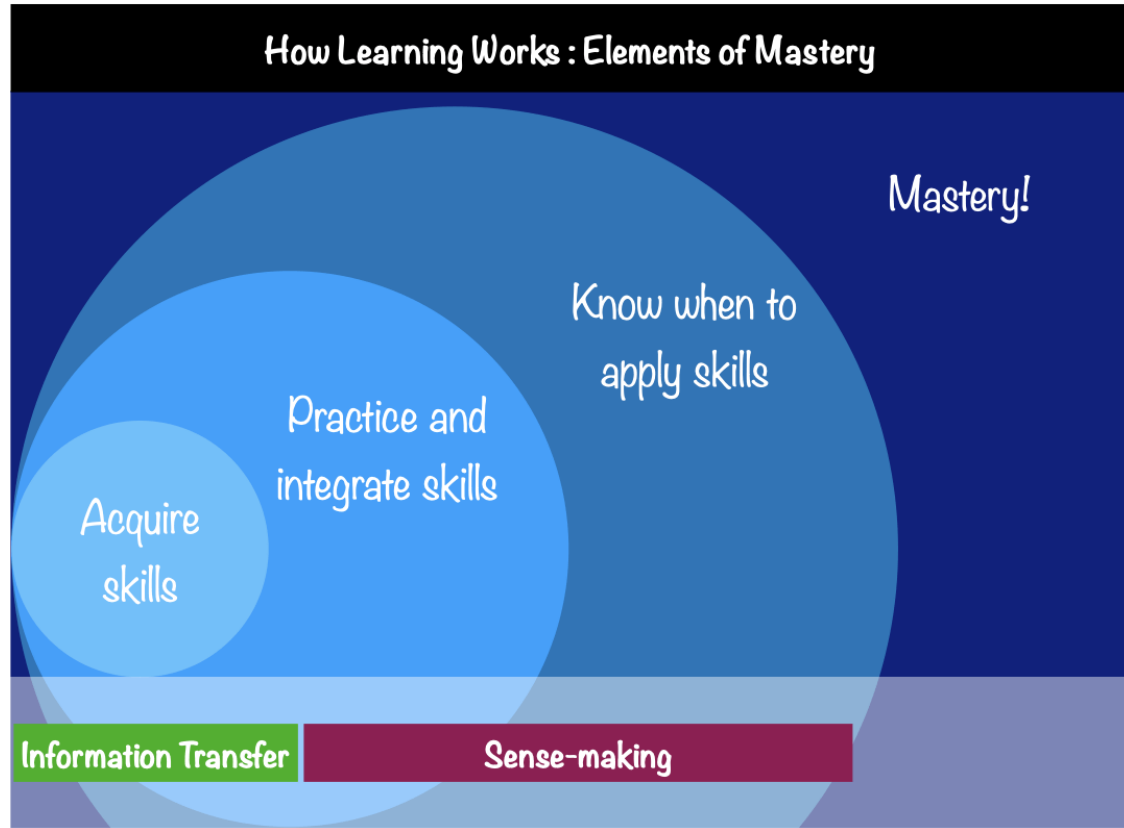 How Learning Works : Elements of Mastery
Mastery!
Know when to
apply skills
Practice and
integrate skills
Acquire
skills
Information Transfer
Sense-making